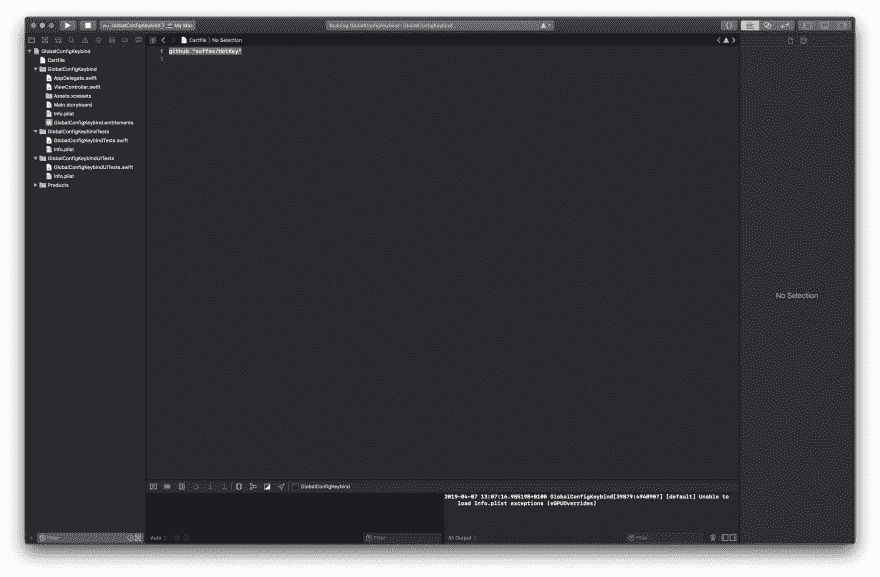 GlobalConfigKeybind
My Mac
Running GlobalConfigKeybind : GlobalConfigKeybind
GlobalConfigKeybind
Cartfile
GlobalConfigKeybind
AppDelegate.swift
ViewController.swift
Assets.xcassets
Main.storyboard
Info.plist
GlobalConfigKeybind.entitlements
GlobalConfigKeybindTests
GlobalConfigKeybindTests.swift
Info.plist
GlobalConfigKeybindUITests
GlobalConfigKeybindUITests.swift
Info.plist
Products
Cartfile
No Selection
1
github "soffes/HotKey"
2
No Selection
GlobalConfigKeybind
2019-04-07 13:07:16.985198+0100 GlobalConfigKeybind[39879:4948907] [default] Unable to
load Info.plist exceptions (eGPUOverrides)
Filter
Auto
Filter
All Output
Filter